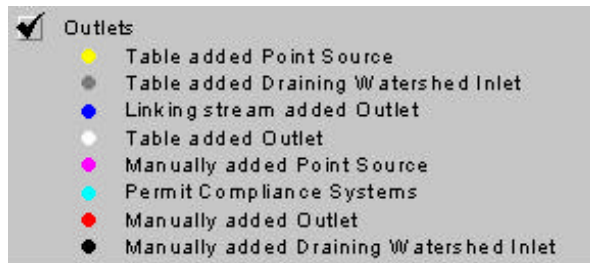 Outlets
Table added Point Source
Table added Draining Watershed Inlet
Linking stream added Outlet
Table added Outlet
Manually added Point Source
Permit Compliance Systems
Manually added Outlet
Manually added Draining Watershed Inlet